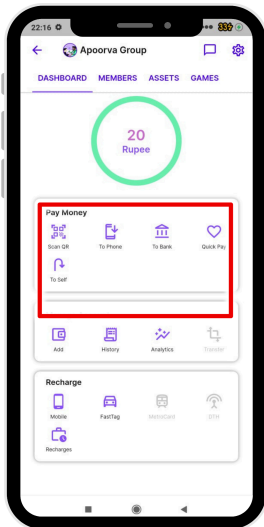 22:16
Apoorva Group
DASHBOARD MEMBERS ASSETS GAMES
20
Rupee
Pay Money
Scan QR To Phone To Bank Quick Pay
To Self
Add History Analytics Transfer
Recharge
Mobile FastTag MetroCard DTH
Recharges